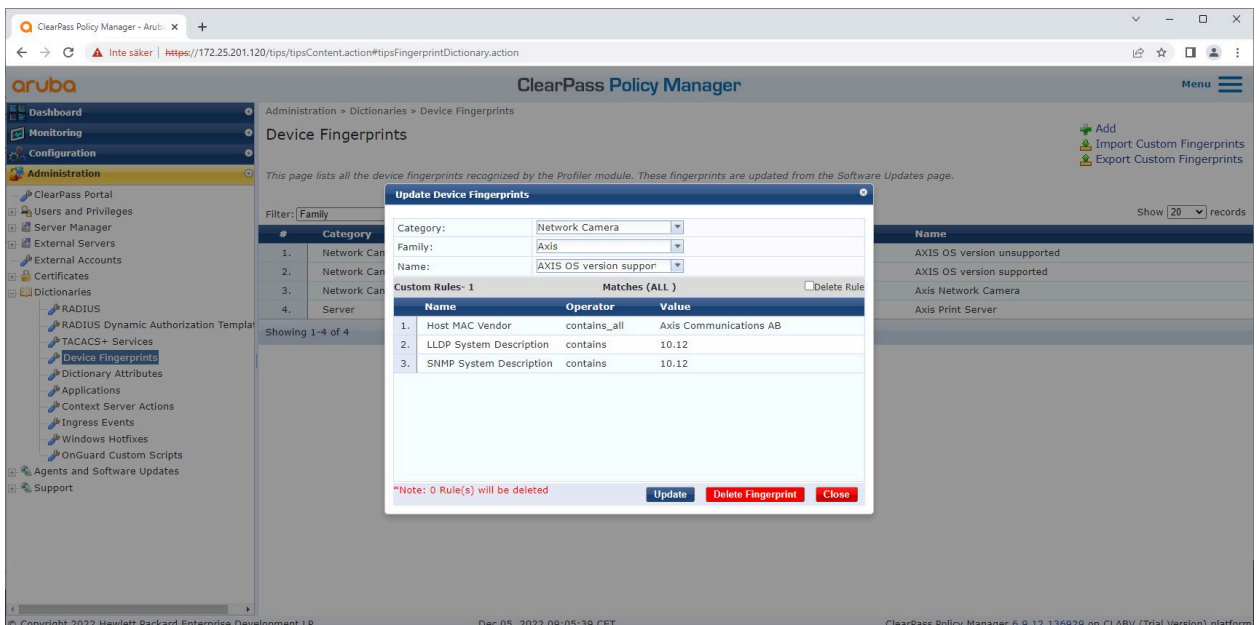 ClearPass Policy Manager - Aruba
Inte säker | https://172.25.201.120/tips/tipsContent.action#tipsFingerprintDictionary.action
aruba
ClearPass Policy Manager
Menu
Dashboard
Monitoring
Configuration
Administration
ClearPass Portal
Users and Privileges
Server Manager
External Servers
External Accounts
Certificates
Dictionaries
RADIUS
RADIUS Dynamic Authorization Templat
TACACS+ Services
Device Fingerprints
Dictionary Attributes
Applications
Context Server Actions
Ingress Events
Windows Hotfixes
OnGuard Custom Scripts
Agents and Software Updates
Support
Administration » Dictionaries » Device Fingerprints
Device Fingerprints
Add
Import Custom Fingerprints
Export Custom Fingerprints
This page lists all the device fingerprints recognized by the Profiler module. These fingerprints are updated from the Software Updates page.
Filter: Family
Show 20 records
# Category Name
1. Network Cam AXIS OS version unsupported
2. Network Cam AXIS OS version supported
3. Network Cam Axis Network Camera
4. Server Axis Print Server
Showing 1-4 of 4
Update Device Fingerprints
Category: Network Camera
Family: Axis
Name: AXIS OS version support
Custom Rules- 1 Matches (ALL ) Delete Rule
Name Operator Value
1. Host MAC Vendor contains_all Axis Communications AB
2. LLDP System Description contains 10.12
3. SNMP System Description contains 10.12
*Note: 0 Rule(s) will be deleted
Update Delete Fingerprint Close
© Copyright 2022 Hewlett Packard Enterprise Development LP
Dec 05, 2022 09:05:39 CET
ClearPass Policy Manager 6.9.12.136929 on CLABV (Trial Version) platform